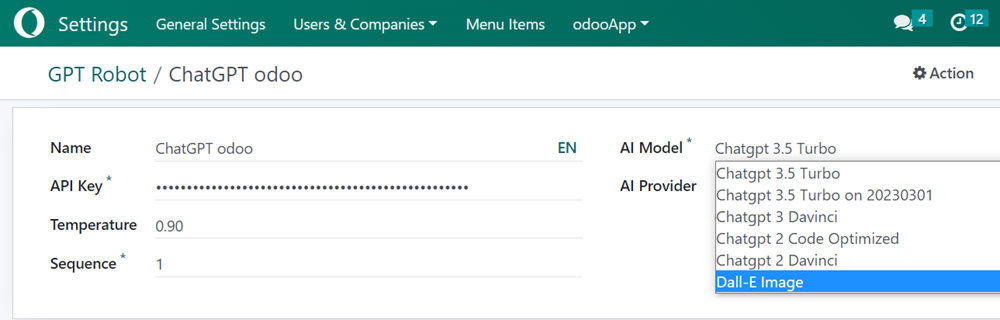 Settings General Settings Users & Companies Menu Items odooApp 4 12
GPT Robot / ChatGPT odoo Action
Name ChatGPT odoo EN AI Model * Chatgpt 3.5 Turbo
Chatgpt 3.5 Turbo
API Key * •••••••••••••••••••••••••••••••••••••••••••••••••• AI Provider
Chatgpt 3.5 Turbo on 20230301
Chatgpt 3 Davinci
Temperature 0.90
Chatgpt 2 Code Optimized
Sequence * 1
Chatgpt 2 Davinci
Dall-E Image